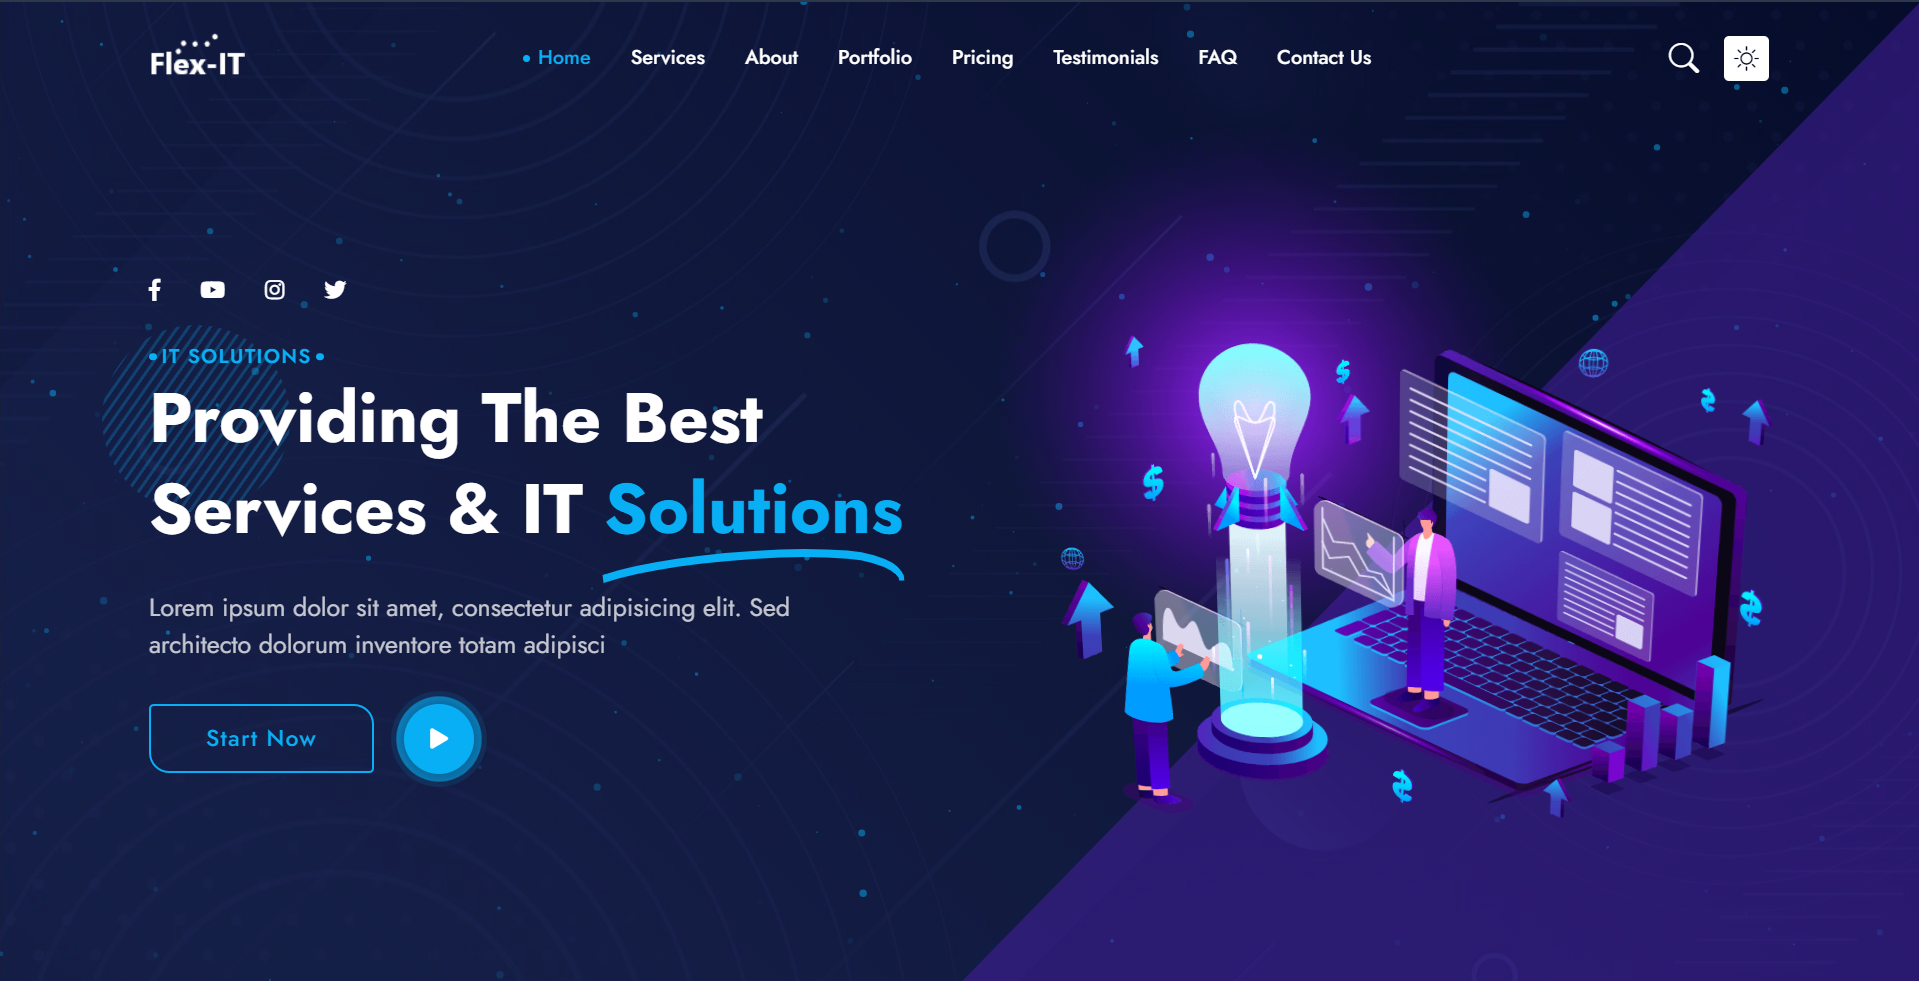 Flex-IT
Home Services About Portfolio Pricing Testimonials FAQ Contact Us
IT SOLUTIONS
Providing The Best
Services & IT Solutions
Lorem ipsum dolor sit amet, consectetur adipisicing elit. Sed
architecto dolorum inventore totam adipisci
Start Now